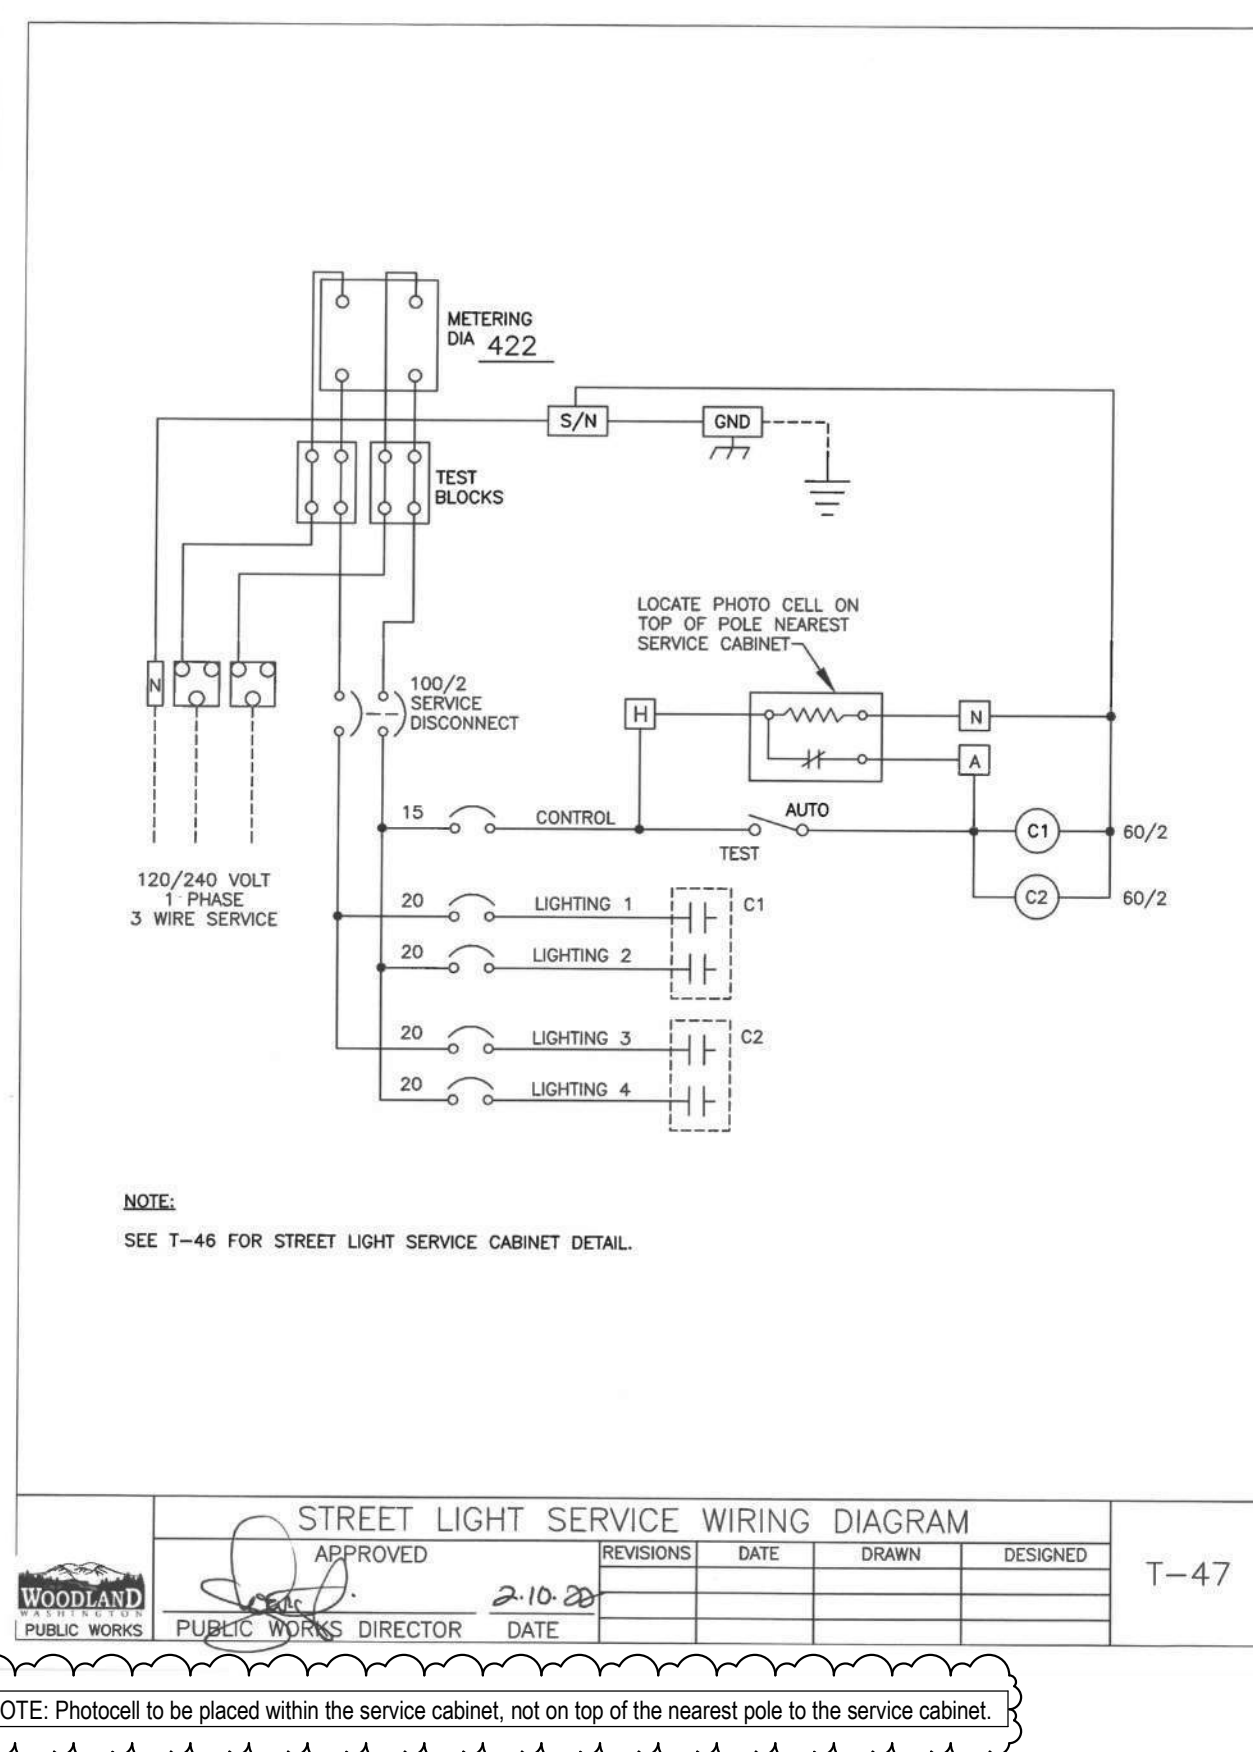 METERING
DIA 422
S/N
GND
TEST
BLOCKS
LOCATE PHOTO CELL ON
TOP OF POLE NEAREST
SERVICE CABINET
N
100/2
SERVICE
DISCONNECT
H
N
A
15
CONTROL
AUTO
TEST
C1
60/2
C2
60/2
120/240 VOLT
1 PHASE
3 WIRE SERVICE
20
LIGHTING 1
C1
20
LIGHTING 2
20
LIGHTING 3
C2
20
LIGHTING 4
NOTE:
SEE T-46 FOR STREET LIGHT SERVICE CABINET DETAIL.
STREET LIGHT SERVICE WIRING DIAGRAM
APPROVED
REVISIONS
DATE
DRAWN
DESIGNED
T-47
WOODLAND
WASHINGTON
PUBLIC WORKS
2.10.20
PUBLIC WORKS DIRECTOR
DATE
OTE: Photocell to be placed within the service cabinet, not on top of the nearest pole to the service cabinet.